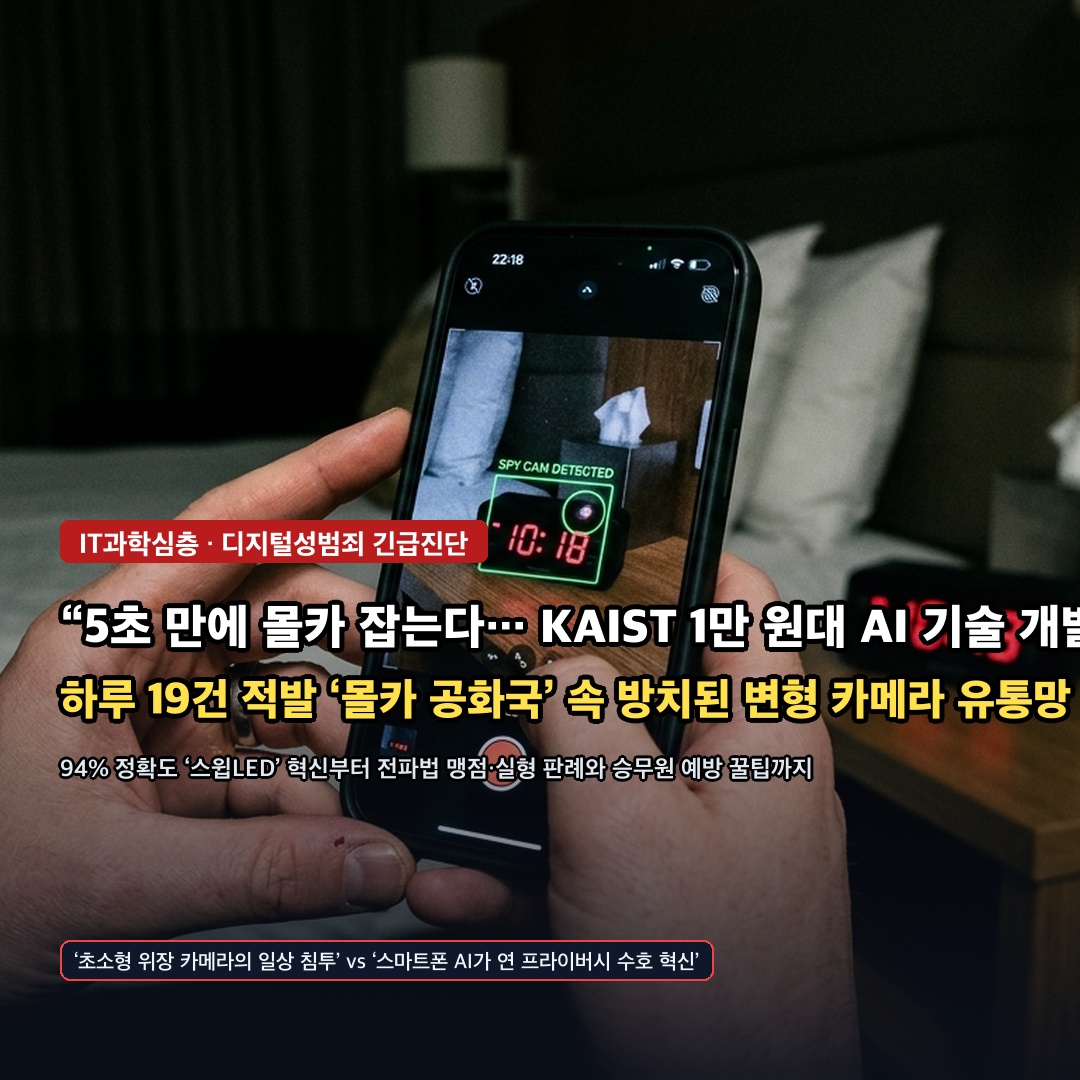 22:18
SPY CAM DETECTED
10:18
IT과학심층 · 디지털성범죄 긴급진단
“5초 만에 몰카 잡는다… KAIST 1만 원대 AI 기술 개발
하루 19건 적발 ‘몰카 공화국’ 속 방치된 변형 카메라 유통망
94% 정확도 ‘스윕LED’ 혁신부터 전파법 맹점·실형 판례와 승무원 예방 꿀팁까지
‘초소형 위장 카메라의 일상 침투’ vs ‘스마트폰 AI가 연 프라이버시 수호 혁신’